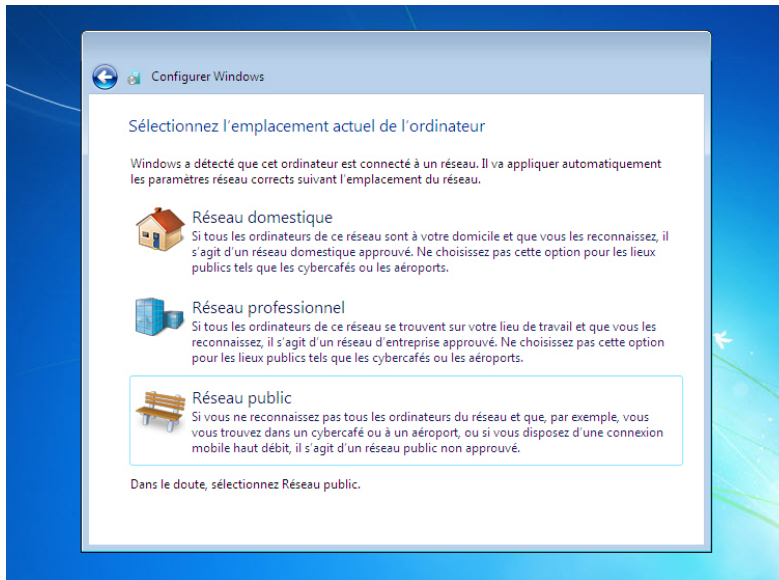 Configurer Windows
Sélectionnez l'emplacement actuel de l'ordinateur
Windows a détecté que cet ordinateur est connecté à un réseau. Il va appliquer automatiquement
les paramètres réseau corrects suivant l'emplacement du réseau.
Réseau domestique
Si tous les ordinateurs de ce réseau sont à votre domicile et que vous les reconnaissez, il
s'agit d'un réseau domestique approuvé. Ne choisissez pas cette option pour les lieux
publics tels que les cybercafés ou les aéroports.
Réseau professionnel
Si tous les ordinateurs de ce réseau se trouvent sur votre lieu de travail et que vous les
reconnaissez, il s'agit d'un réseau d'entreprise approuvé. Ne choisissez pas cette option
pour les lieux publics tels que les cybercafés ou les aéroports.
Réseau public
Si vous ne reconnaissez pas tous les ordinateurs du réseau et que, par exemple, vous
vous trouvez dans un cybercafé ou à un aéroport, ou si vous disposez d'une connexion
mobile haut débit, il s'agit d'un réseau public non approuvé.
Dans le doute, sélectionnez Réseau public.